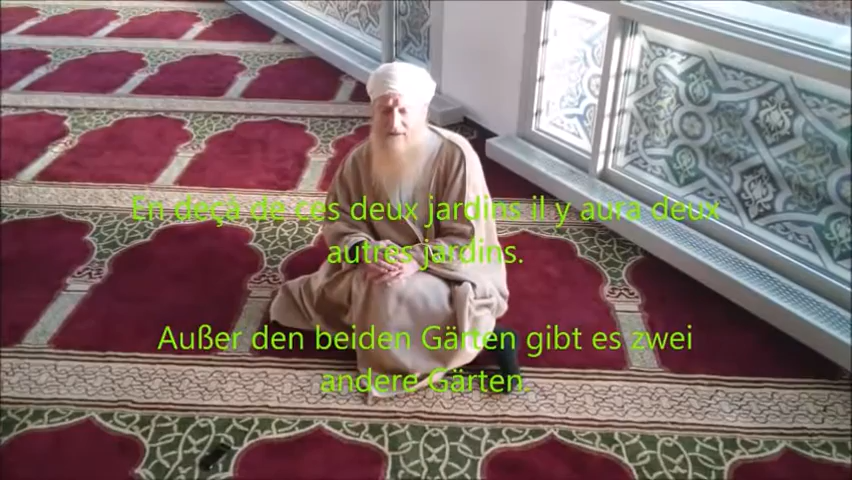 En deçà de ces deux jardins il y aura deux
autres jardins.
Außer den beiden Gärten gibt es zwei
andere Gärten.